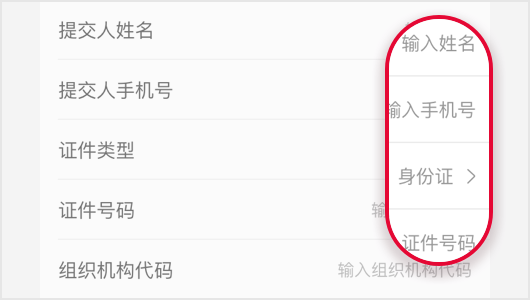 提交人姓名 输入姓名
提交人手机号 输入手机号
证件类型 身份证
证件号码 输 证件号码
组织机构代码 输入组织机构代码